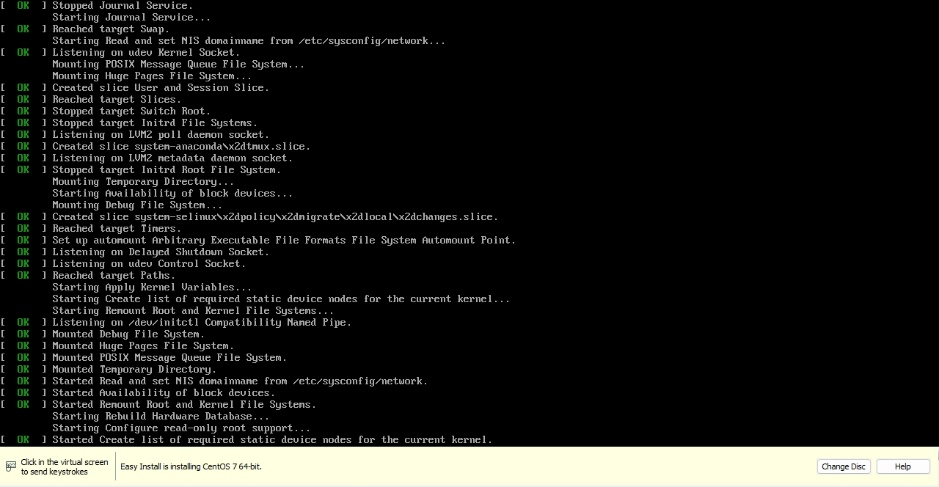 [  OK  ] Stopped Journal Service.
Starting Journal Service...
[  OK  ] Reached target Swap.
Starting Read and set NIS domainname from /etc/sysconfig/network...
[  OK  ] Listening on udev Kernel Socket.
Mounting POSIX Message Queue File System...
Mounting Huge Pages File System...
[  OK  ] Created slice User and Session Slice.
[  OK  ] Reached target Slices.
[  OK  ] Stopped target Switch Root.
[  OK  ] Stopped target Initrd File Systems.
[  OK  ] Listening on LVM2 poll daemon socket.
[  OK  ] Created slice system-anaconda\x2dtmux.slice.
[  OK  ] Listening on LVM2 metadata daemon socket.
[  OK  ] Stopped target Initrd Root File System.
Mounting Temporary Directory...
Starting Availability of block devices...
Mounting Debug File System...
[  OK  ] Created slice system-selinux\x2dpolicy\x2dmigrate\x2dlocal\x2dchanges.slice.
[  OK  ] Reached target Timers.
[  OK  ] Set up automount Arbitrary Executable File Formats File System Automount Point.
[  OK  ] Listening on Delayed Shutdown Socket.
[  OK  ] Listening on udev Control Socket.
[  OK  ] Reached target Paths.
Starting Apply Kernel Variables...
Starting Create list of required static device nodes for the current kernel...
Starting Remount Root and Kernel File Systems...
[  OK  ] Listening on /dev/initctl Compatibility Named Pipe.
[  OK  ] Mounted Debug File System.
[  OK  ] Mounted Huge Pages File System.
[  OK  ] Mounted POSIX Message Queue File System.
[  OK  ] Mounted Temporary Directory.
[  OK  ] Started Read and set NIS domainname from /etc/sysconfig/network.
[  OK  ] Started Availability of block devices.
[  OK  ] Started Remount Root and Kernel File Systems.
Starting Rebuild Hardware Database...
Starting Configure read-only root support...
[  OK  ] Started Create list of required static device nodes for the current kernel.
Click in the virtual screen
to send keystrokes
Easy Install is installing CentOS 7 64-bit.
Change Disc
Help